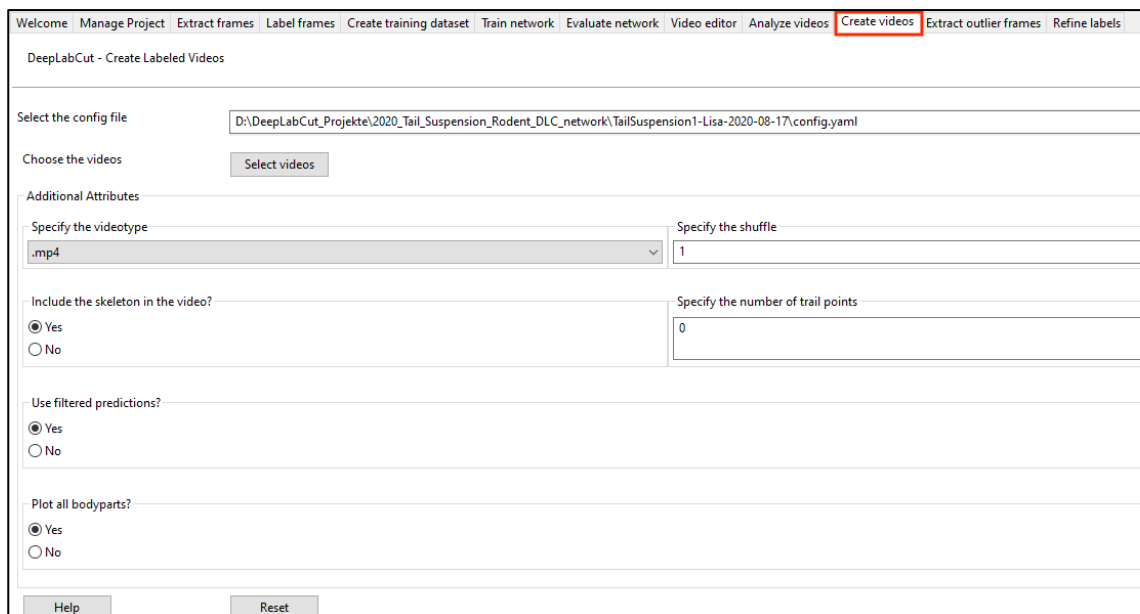 Welcome Manage Project Extract frames Label frames Create training dataset Train network Evaluate network Video editor Analyze videos Create videos Extract outlier frames Refine labels
DeepLabCut - Create Labeled Videos
Select the config file D:\DeepLabCut_Projekte\2020_Tail_Suspension_Rodent_DLC_network\TailSuspension1-Lisa-2020-08-17\config.yaml
Choose the videos Select videos
Additional Attributes
Specify the videotype Specify the shuffle
.mp4 1
Include the skeleton in the video? Specify the number of trail points
Yes 0
No
Use filtered predictions?
Yes
No
Plot all bodyparts?
Yes
No
Help Reset